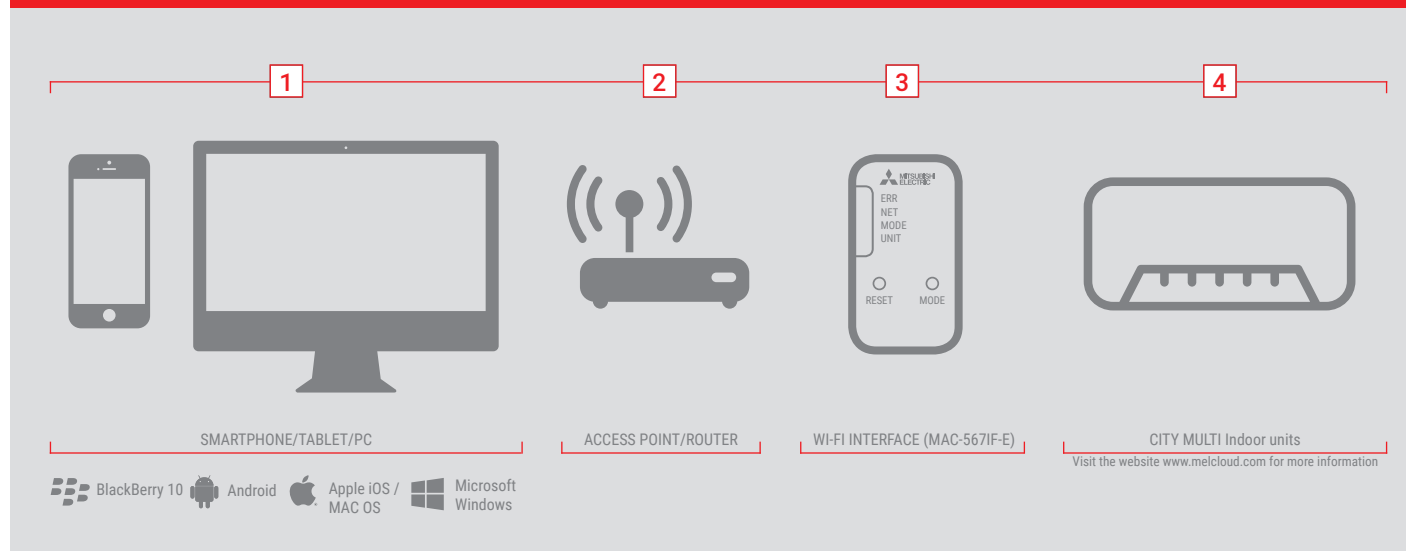 1
2
3
4
MITSUBISHI
ELECTRIC
ERR
NET
MODE
UNIT
RESET
MODE
SMARTPHONE/TABLET/PC
ACCESS POINT/ROUTER
WI-FI INTERFACE (MAC-567IF-E)
CITY MULTI Indoor units
Visit the website www.melcloud.com for more information
BlackBerry 10
Android
Apple iOS /
MAC OS
Microsoft
Windows